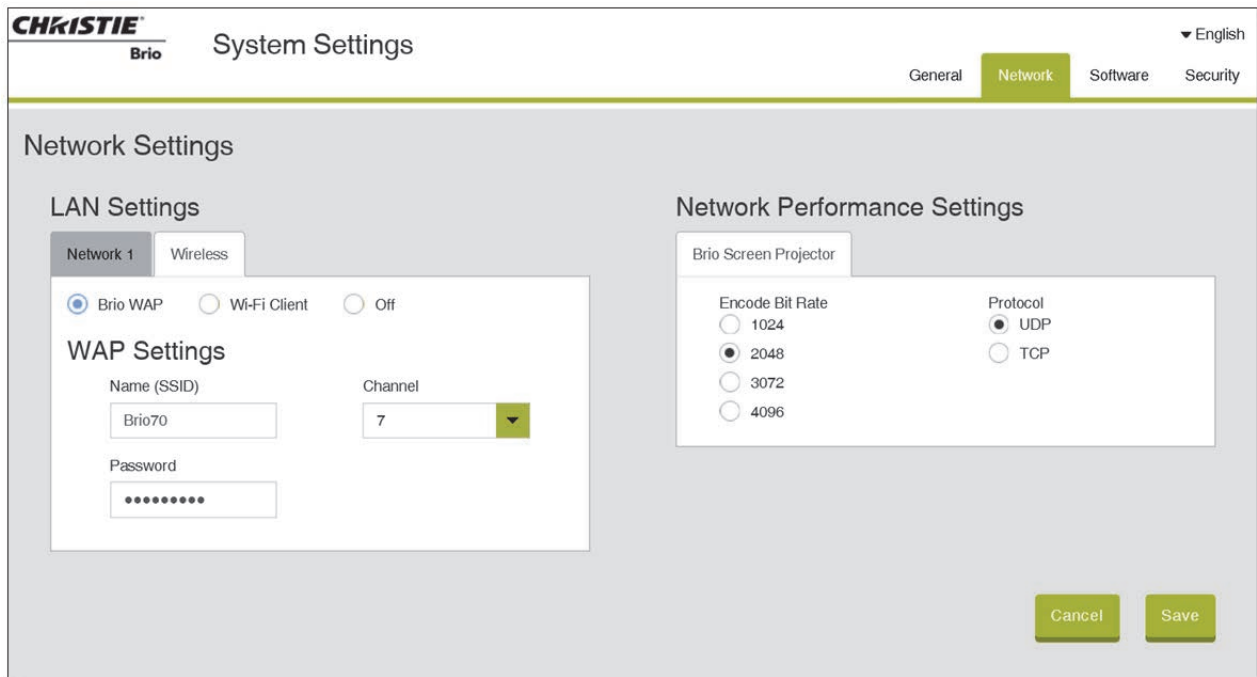 CHRISTIE®
Brio
System Settings
English
General Network Software Security
Network Settings
LAN Settings
Network 1 Wireless
Brio WAP Wi-Fi Client Off
WAP Settings
Name (SSID) Channel
Brio70 7
Password
•••••••••
Network Performance Settings
Brio Screen Projector
Encode Bit Rate Protocol
1024 UDP
2048 TCP
3072
4096
Cancel Save